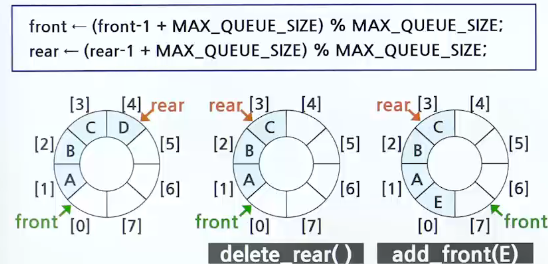 front ← (front-1 + MAX_QUEUE_SIZE) % MAX_QUEUE_SIZE;
rear ← (rear-1 + MAX_QUEUE_SIZE) % MAX_QUEUE_SIZE;
[3] [4] rear
C D
[2] B [5]
[1] A [6]
front [0] [7]
rear [3] [4]
C
[2] B [5]
[1] A [6]
front [0] [7]
delete_rear()
rear [3] [4]
C
[2] B [5]
[1] A [6]
E
[0] [7] front
add_front(E)